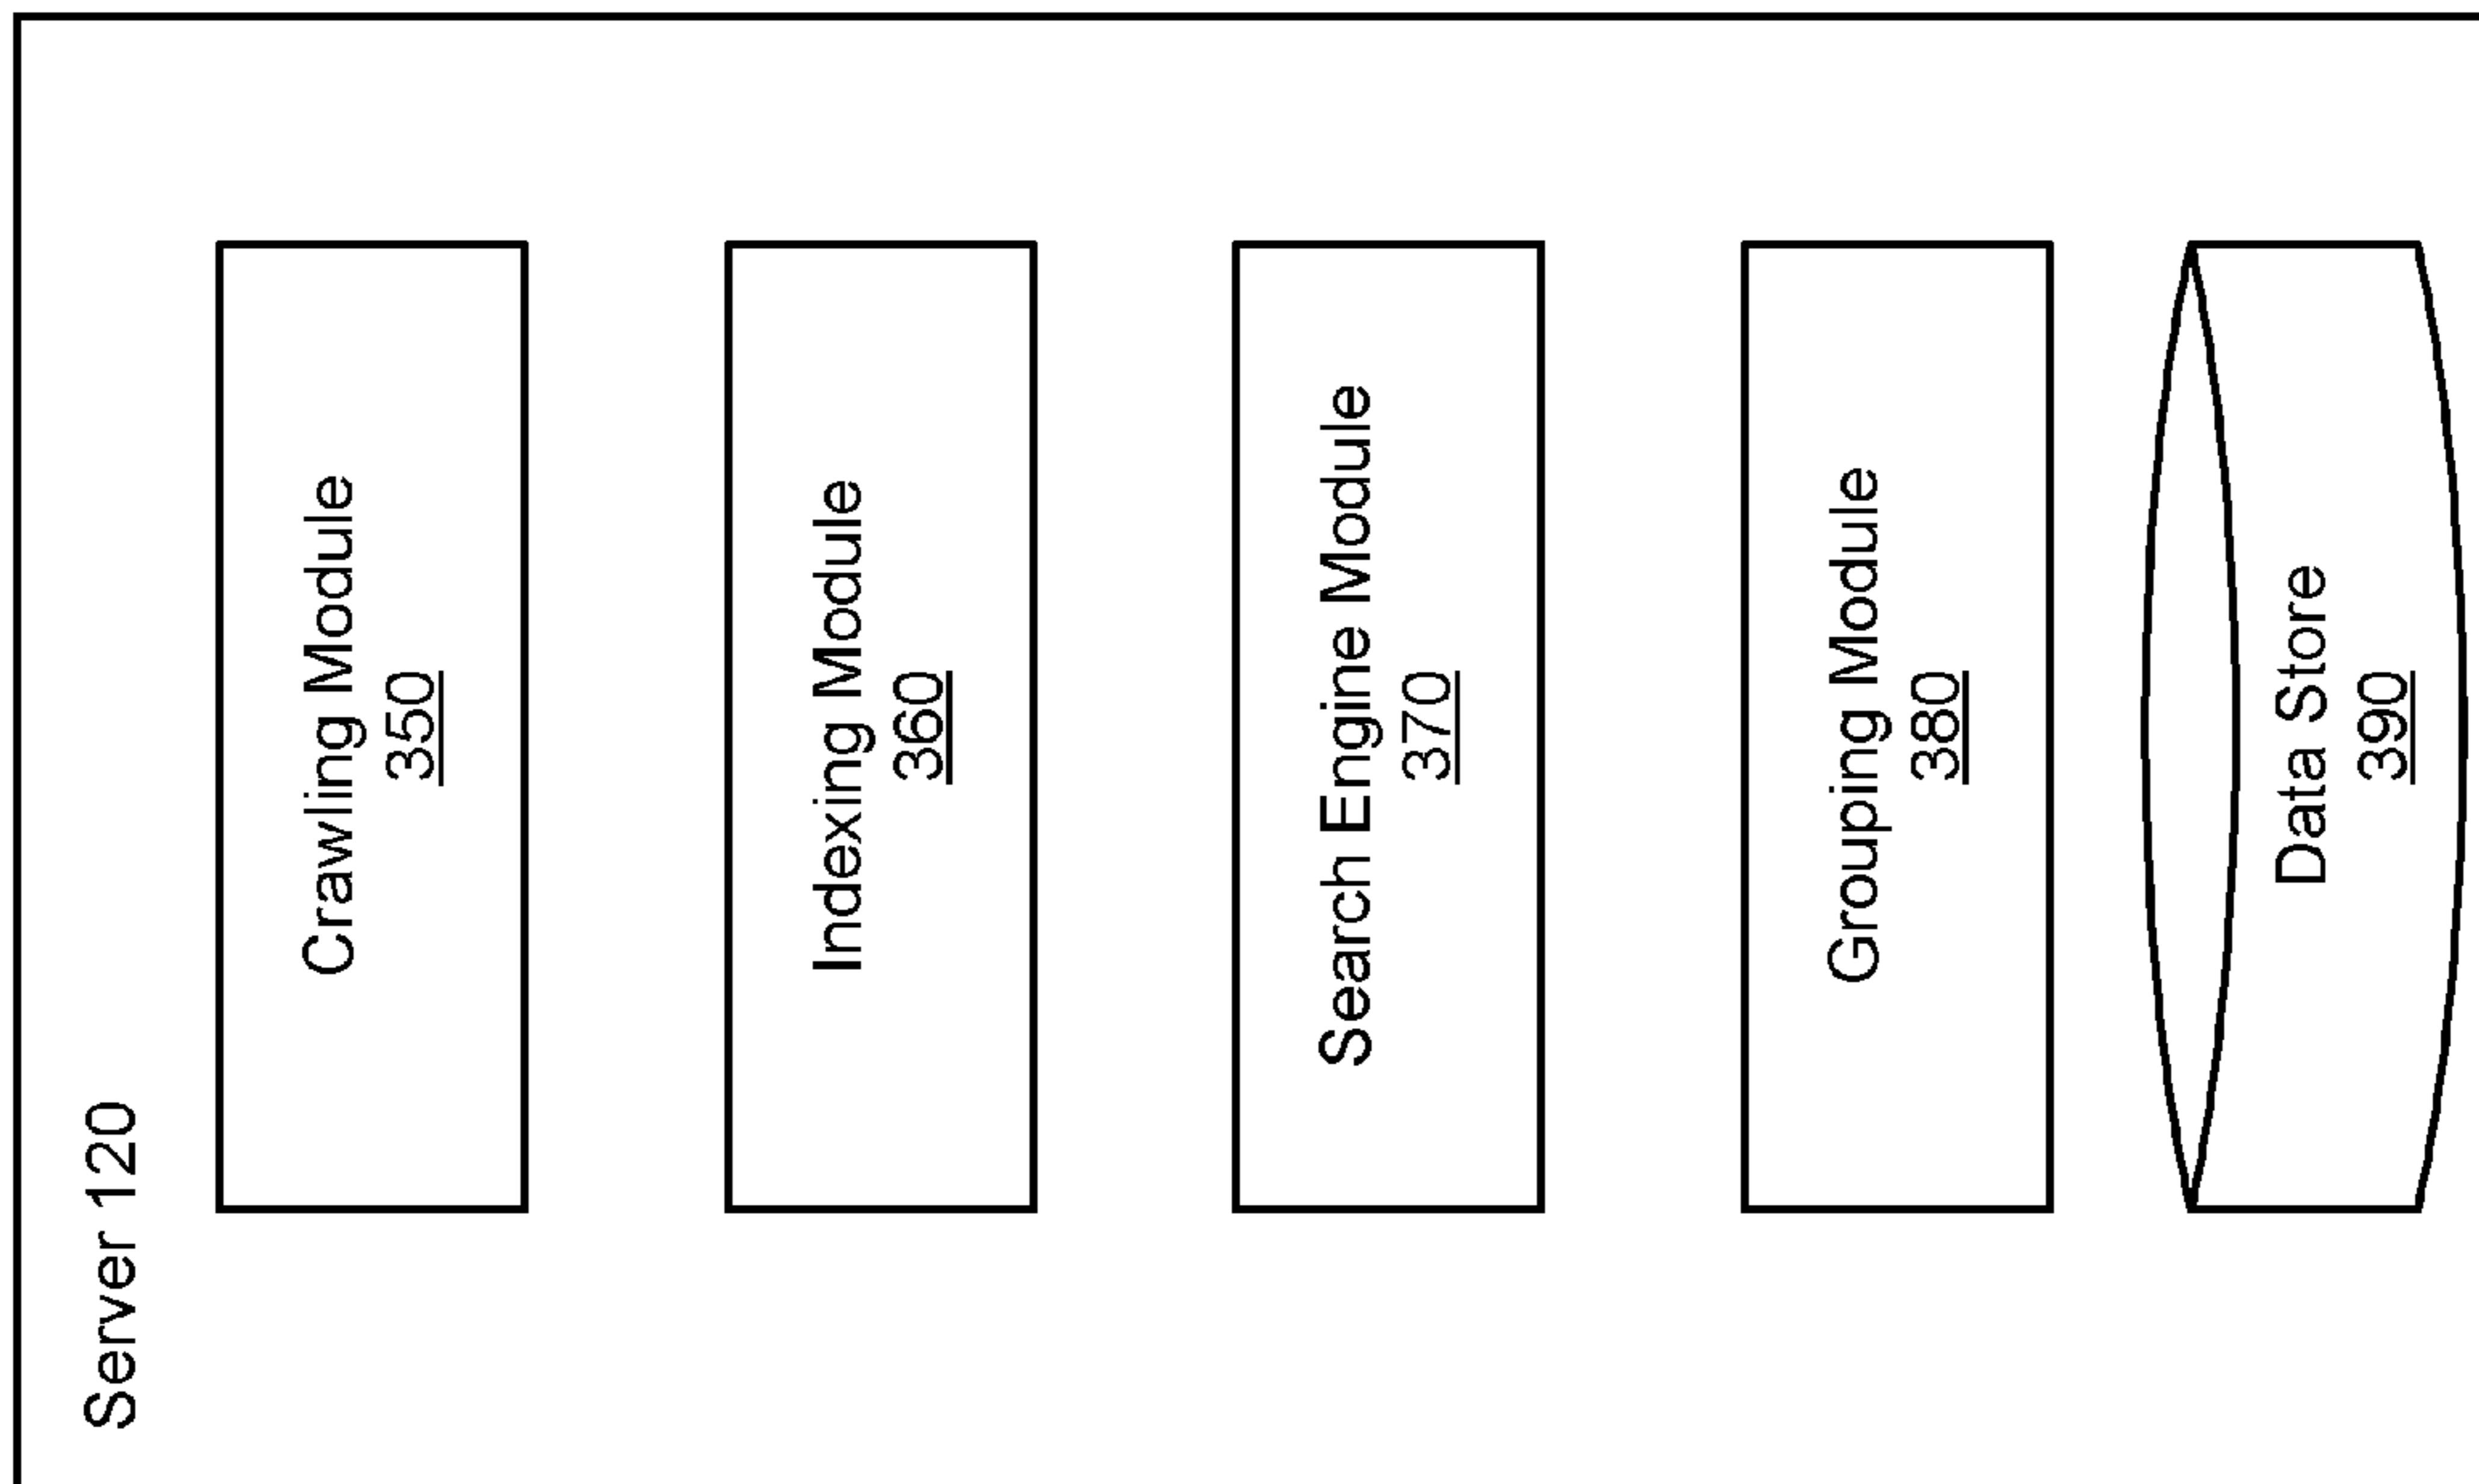 Server 120
Crawling Module
350
Indexing Module
360
Search Engine Module
370
Grouping Module
380
Data Store
390